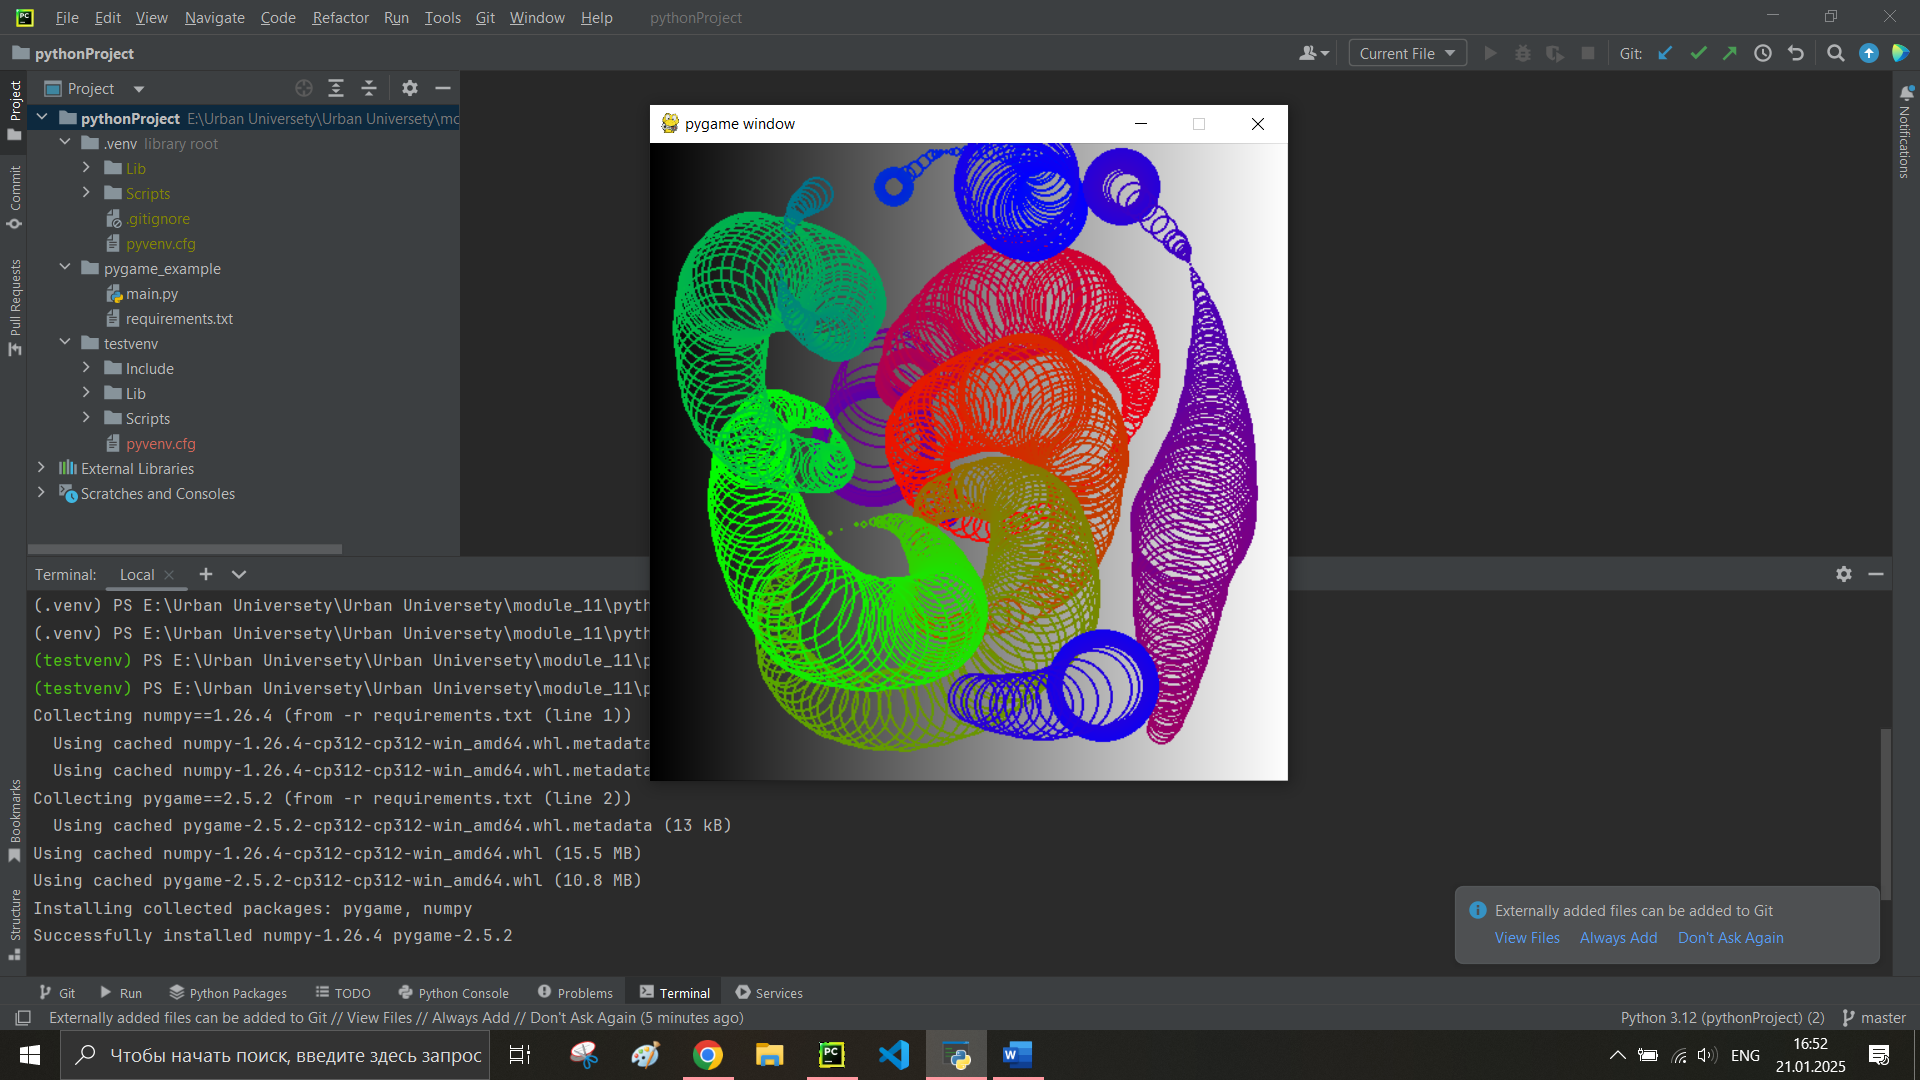 File Edit View Navigate Code Refactor Run Tools Git Window Help pythonProject
pythonProject
Current File
Git:
Project
Project
Commit
Pull Requests
Bookmarks
Structure
Notifications
pythonProject E:\Urban Universety\Urban Universety\mo
.venv library root
Lib
Scripts
.gitignore
pyvenv.cfg
pygame_example
main.py
requirements.txt
testvenv
Include
Lib
Scripts
pyvenv.cfg
External Libraries
Scratches and Consoles
pygame window
Terminal: Local
(.venv) PS E:\Urban Universety\Urban Universety\module_11\pyth
(.venv) PS E:\Urban Universety\Urban Universety\module_11\pyth
(testvenv) PS E:\Urban Universety\Urban Universety\module_11\p
(testvenv) PS E:\Urban Universety\Urban Universety\module_11\p
Collecting numpy==1.26.4 (from -r requirements.txt (line 1))
Using cached numpy-1.26.4-cp312-cp312-win_amd64.whl.metadata
Using cached numpy-1.26.4-cp312-cp312-win_amd64.whl.metadata
Collecting pygame==2.5.2 (from -r requirements.txt (line 2))
Using cached pygame-2.5.2-cp312-cp312-win_amd64.whl.metadata (13 kB)
Using cached numpy-1.26.4-cp312-cp312-win_amd64.whl (15.5 MB)
Using cached pygame-2.5.2-cp312-cp312-win_amd64.whl (10.8 MB)
Installing collected packages: pygame, numpy
Successfully installed numpy-1.26.4 pygame-2.5.2
Externally added files can be added to Git
View Files Always Add Don't Ask Again
Git Run Python Packages TODO Python Console Problems Terminal Services
Externally added files can be added to Git // View Files // Always Add // Don't Ask Again (5 minutes ago)
Python 3.12 (pythonProject) (2) master
Чтобы начать поиск, введите здесь запрос
ENG
16:52
21.01.2025